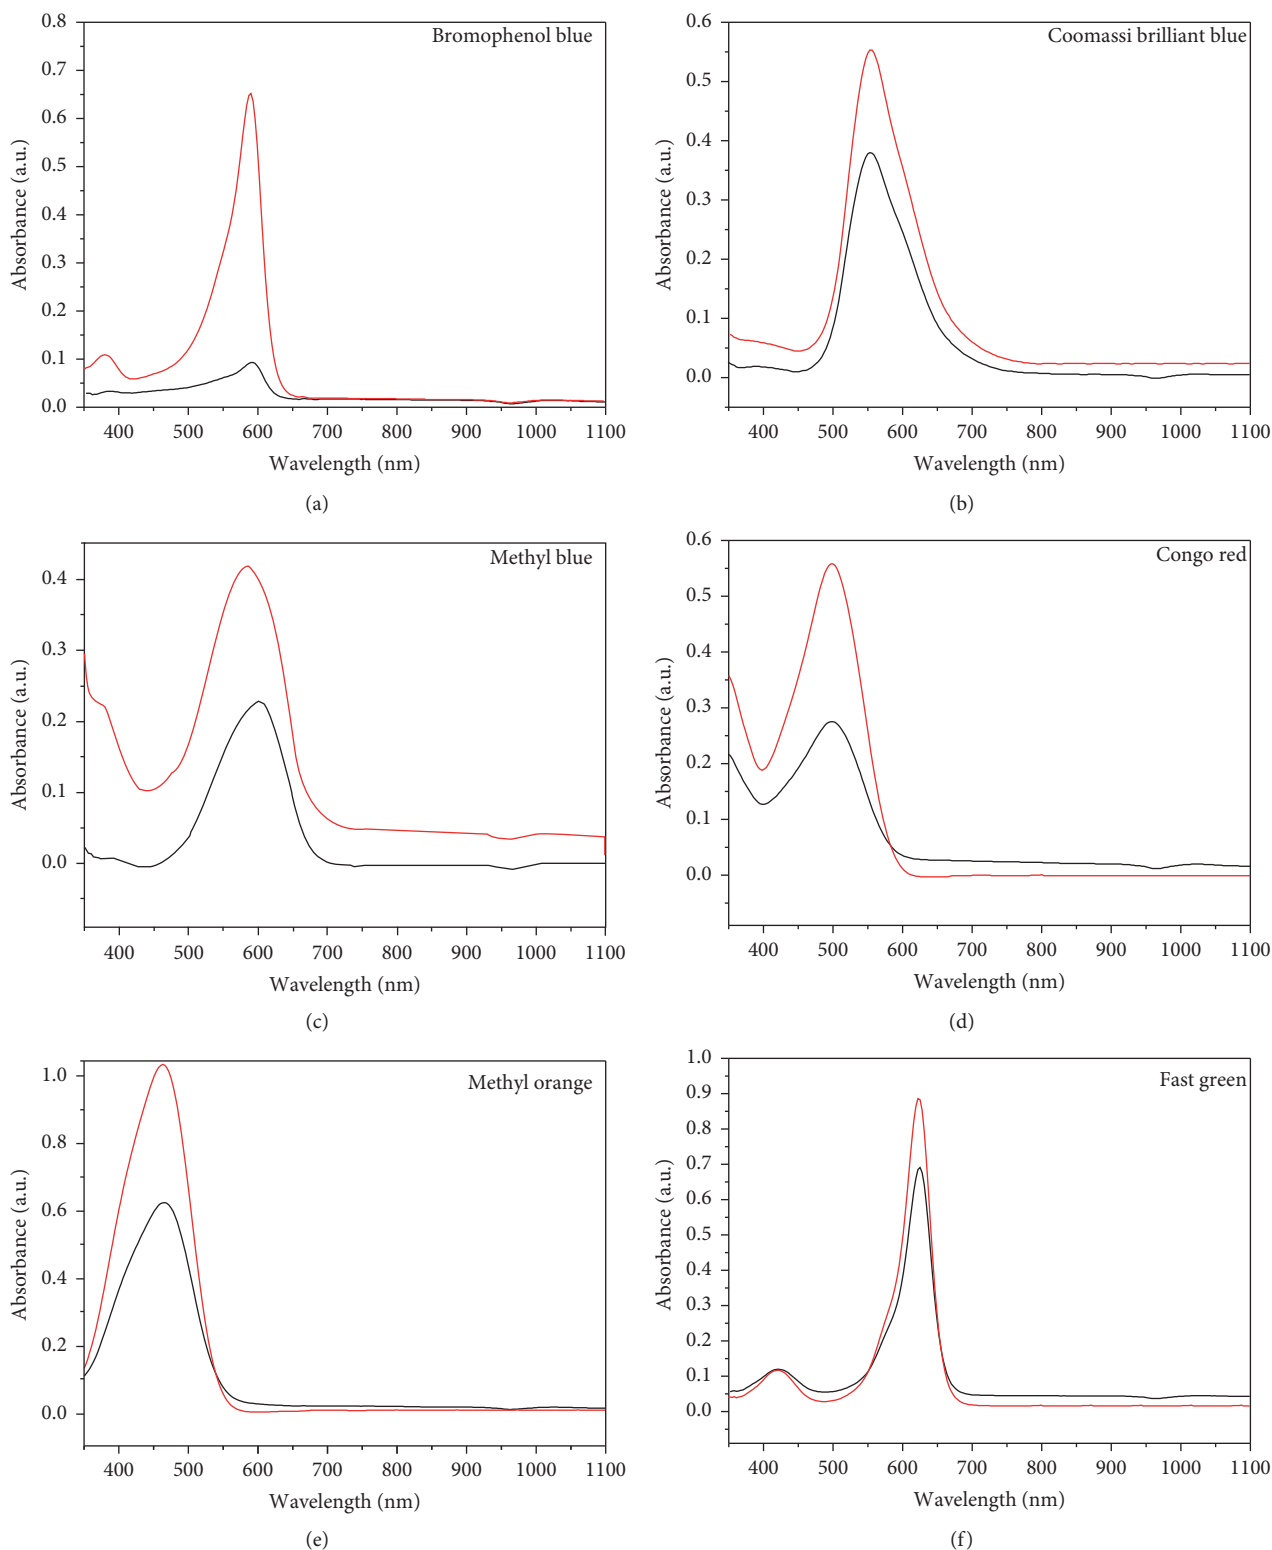 Bromophenol blue
0.8
0.7
0.6
0.5
0.4
0.3
0.2
0.1
0.0
Absorbance (a.u.)
400 500 600 700 800 900 1000 1100
Wavelength (nm)
(a)
Coomassi brilliant blue
0.6
0.5
0.4
0.3
0.2
0.1
0.0
Absorbance (a.u.)
400 500 600 700 800 900 1000 1100
Wavelength (nm)
(b)
Methyl blue
0.4
0.3
0.2
0.1
0.0
Absorbance (a.u.)
400 500 600 700 800 900 1000 1100
Wavelength (nm)
(c)
Congo red
0.6
0.5
0.4
0.3
0.2
0.1
0.0
Absorbance (a.u.)
400 500 600 700 800 900 1000 1100
Wavelength (nm)
(d)
Methyl orange
1.0
0.8
0.6
0.4
0.2
0.0
Absorbance (a.u.)
400 500 600 700 800 900 1000 1100
Wavelength (nm)
(e)
Fast green
1.0
0.9
0.8
0.7
0.6
0.5
0.4
0.3
0.2
0.1
0.0
Absorbance (a.u.)
400 500 600 700 800 900 1000 1100
Wavelength (nm)
(f)